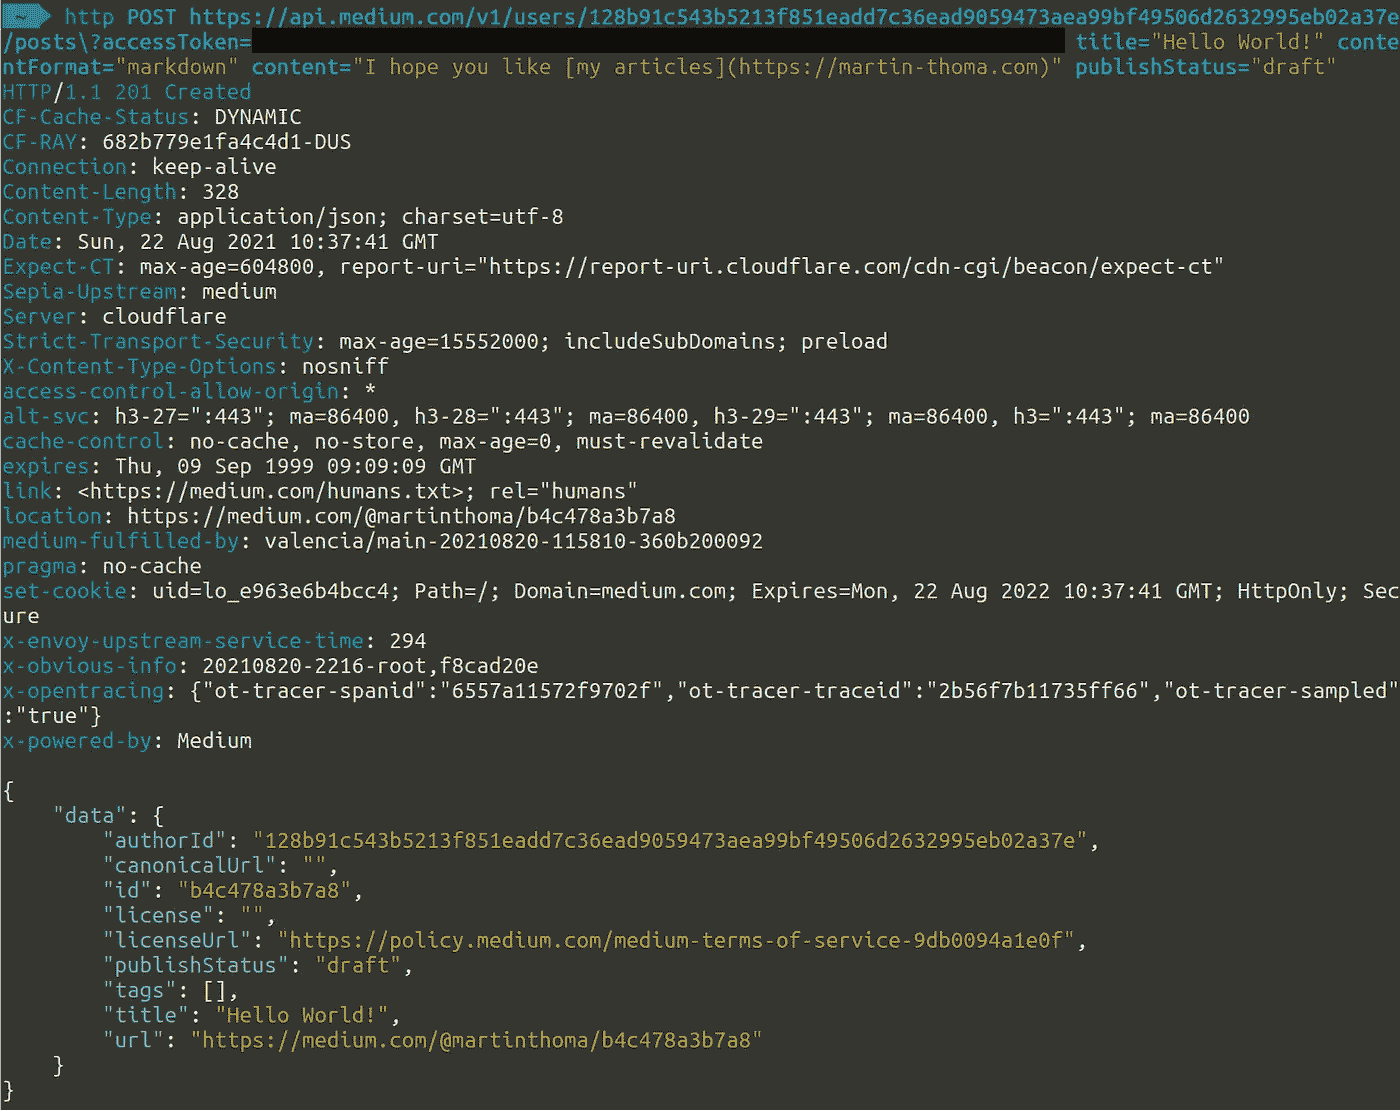 ~ http POST https://api.medium.com/v1/users/128b91c543b5213f851eadd7c36ead9059473aea99bf49506d2632995eb02a37e
/posts\?accessToken= title="Hello World!" conte
ntFormat="markdown" content="I hope you like [my articles](https://martin-thoma.com)" publishStatus="draft"
HTTP/1.1 201 Created
CF-Cache-Status: DYNAMIC
CF-RAY: 682b779e1fa4c4d1-DUS
Connection: keep-alive
Content-Length: 328
Content-Type: application/json; charset=utf-8
Date: Sun, 22 Aug 2021 10:37:41 GMT
Expect-CT: max-age=604800, report-uri="https://report-uri.cloudflare.com/cdn-cgi/beacon/expect-ct"
Sepia-Upstream: medium
Server: cloudflare
Strict-Transport-Security: max-age=15552000; includeSubDomains; preload
X-Content-Type-Options: nosniff
access-control-allow-origin: *
alt-svc: h3-27=":443"; ma=86400, h3-28=":443"; ma=86400, h3-29=":443"; ma=86400, h3=":443"; ma=86400
cache-control: no-cache, no-store, max-age=0, must-revalidate
expires: Thu, 09 Sep 1999 09:09:09 GMT
link: <https://medium.com/humans.txt>; rel="humans"
location: https://medium.com/@martinthoma/b4c478a3b7a8
medium-fulfilled-by: valencia/main-20210820-115810-360b200092
pragma: no-cache
set-cookie: uid=lo_e963e6b4bcc4; Path=/; Domain=medium.com; Expires=Mon, 22 Aug 2022 10:37:41 GMT; HttpOnly; Sec
ure
x-envoy-upstream-service-time: 294
x-obvious-info: 20210820-2216-root,f8cad20e
x-opentracing: {"ot-tracer-spanid":"6557a11572f9702f","ot-tracer-traceid":"2b56f7b11735ff66","ot-tracer-sampled"
:"true"}
x-powered-by: Medium
{
"data": {
"authorId": "128b91c543b5213f851eadd7c36ead9059473aea99bf49506d2632995eb02a37e",
"canonicalUrl": "",
"id": "b4c478a3b7a8",
"license": "",
"licenseUrl": "https://policy.medium.com/medium-terms-of-service-9db0094a1e0f",
"publishStatus": "draft",
"tags": [],
"title": "Hello World!",
"url": "https://medium.com/@martinthoma/b4c478a3b7a8"
}
}